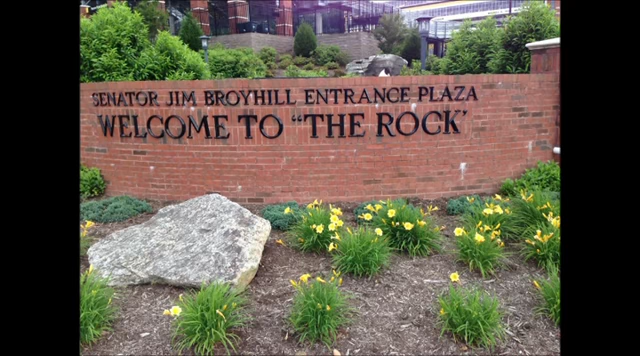 SENATOR JIM BROYHILL ENTRANCE PLAZA
WELCOME TO "THE ROCK"